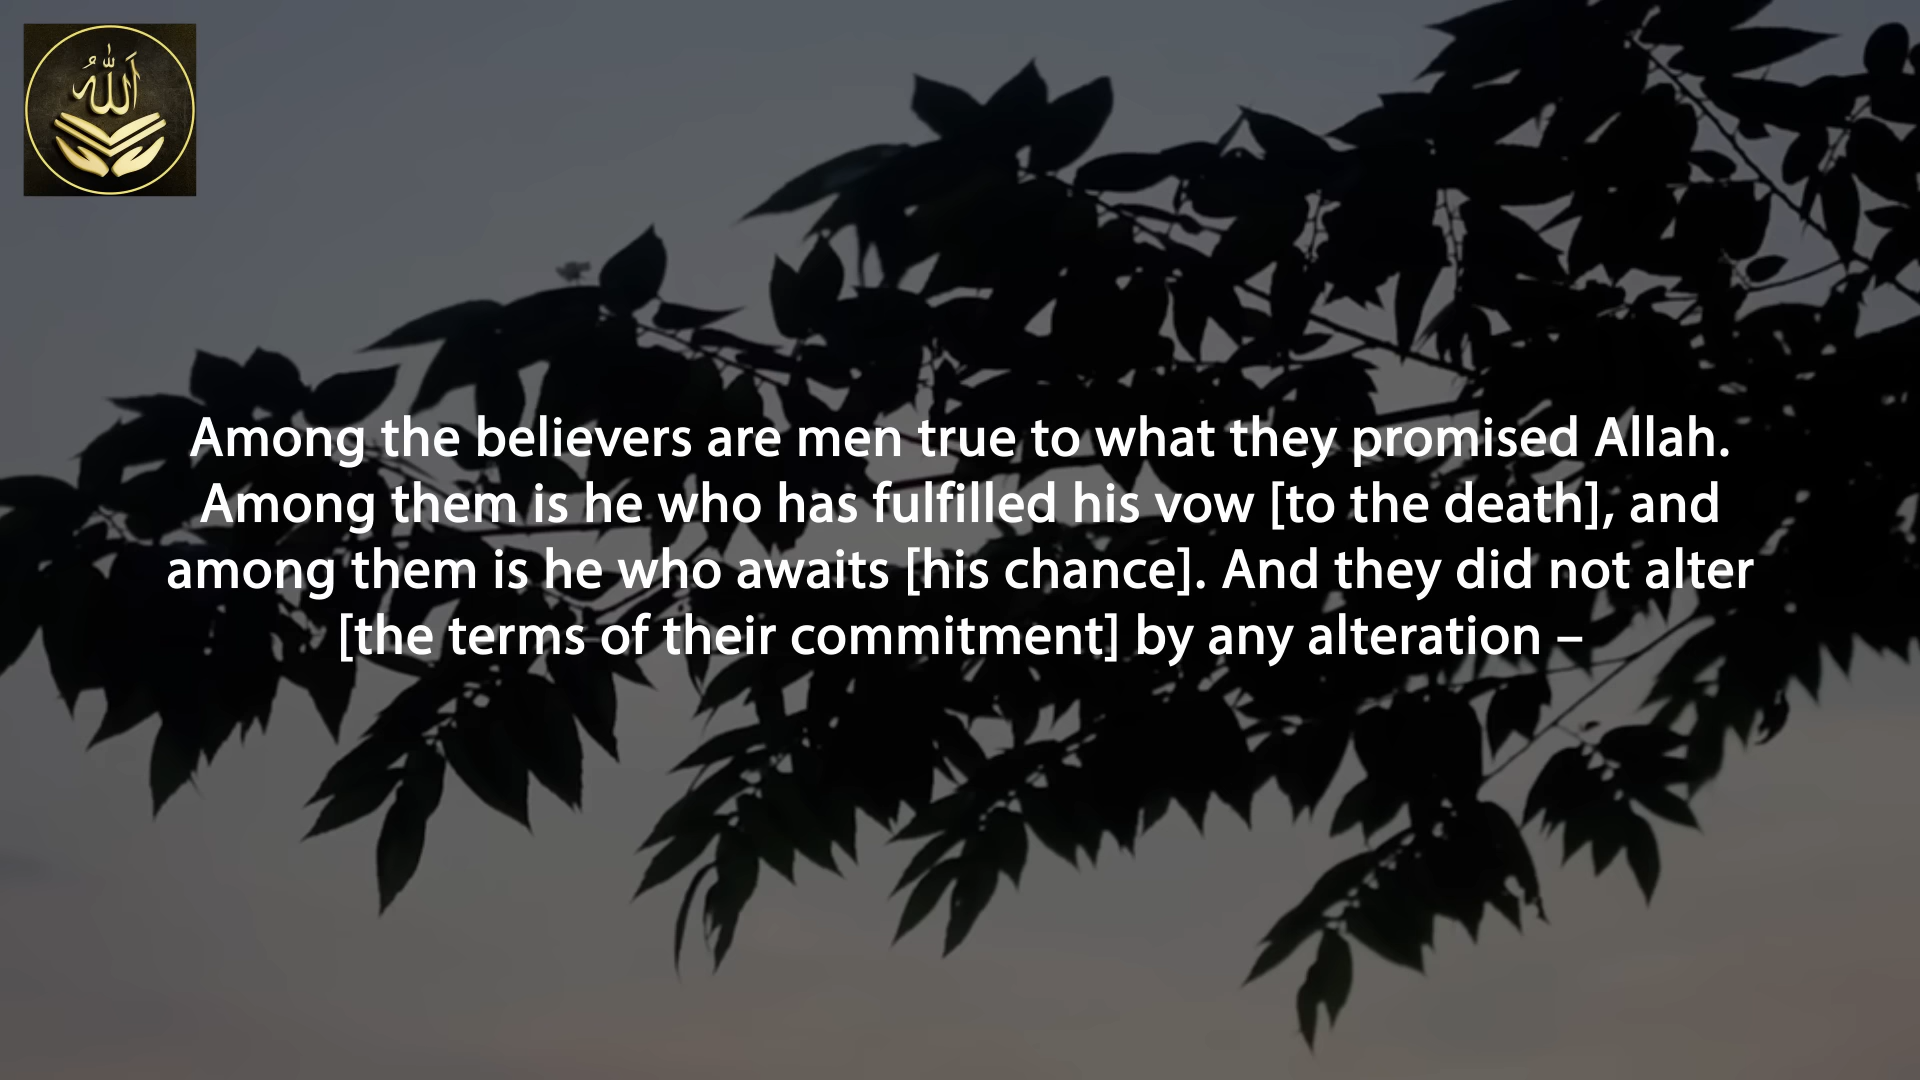 الله
Among the believers are men true to what they promised Allah.
Among them is he who has fulfilled his vow [to the death], and
among them is he who awaits [his chance]. And they did not alter
[the terms of their commitment] by any alteration –